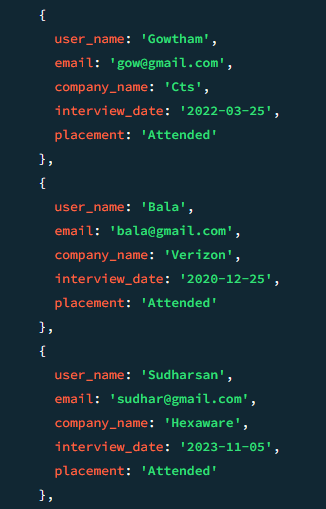 {
user_name: 'Gowtham',
email: 'gow@gmail.com',
company_name: 'Cts',
interview_date: '2022-03-25',
placement: 'Attended'
},
{
user_name: 'Bala',
email: 'bala@gmail.com',
company_name: 'Verizon',
interview_date: '2020-12-25',
placement: 'Attended'
},
{
user_name: 'Sudharsan',
email: 'sudhar@gmail.com',
company_name: 'Hexaware',
interview_date: '2023-11-05',
placement: 'Attended'
},